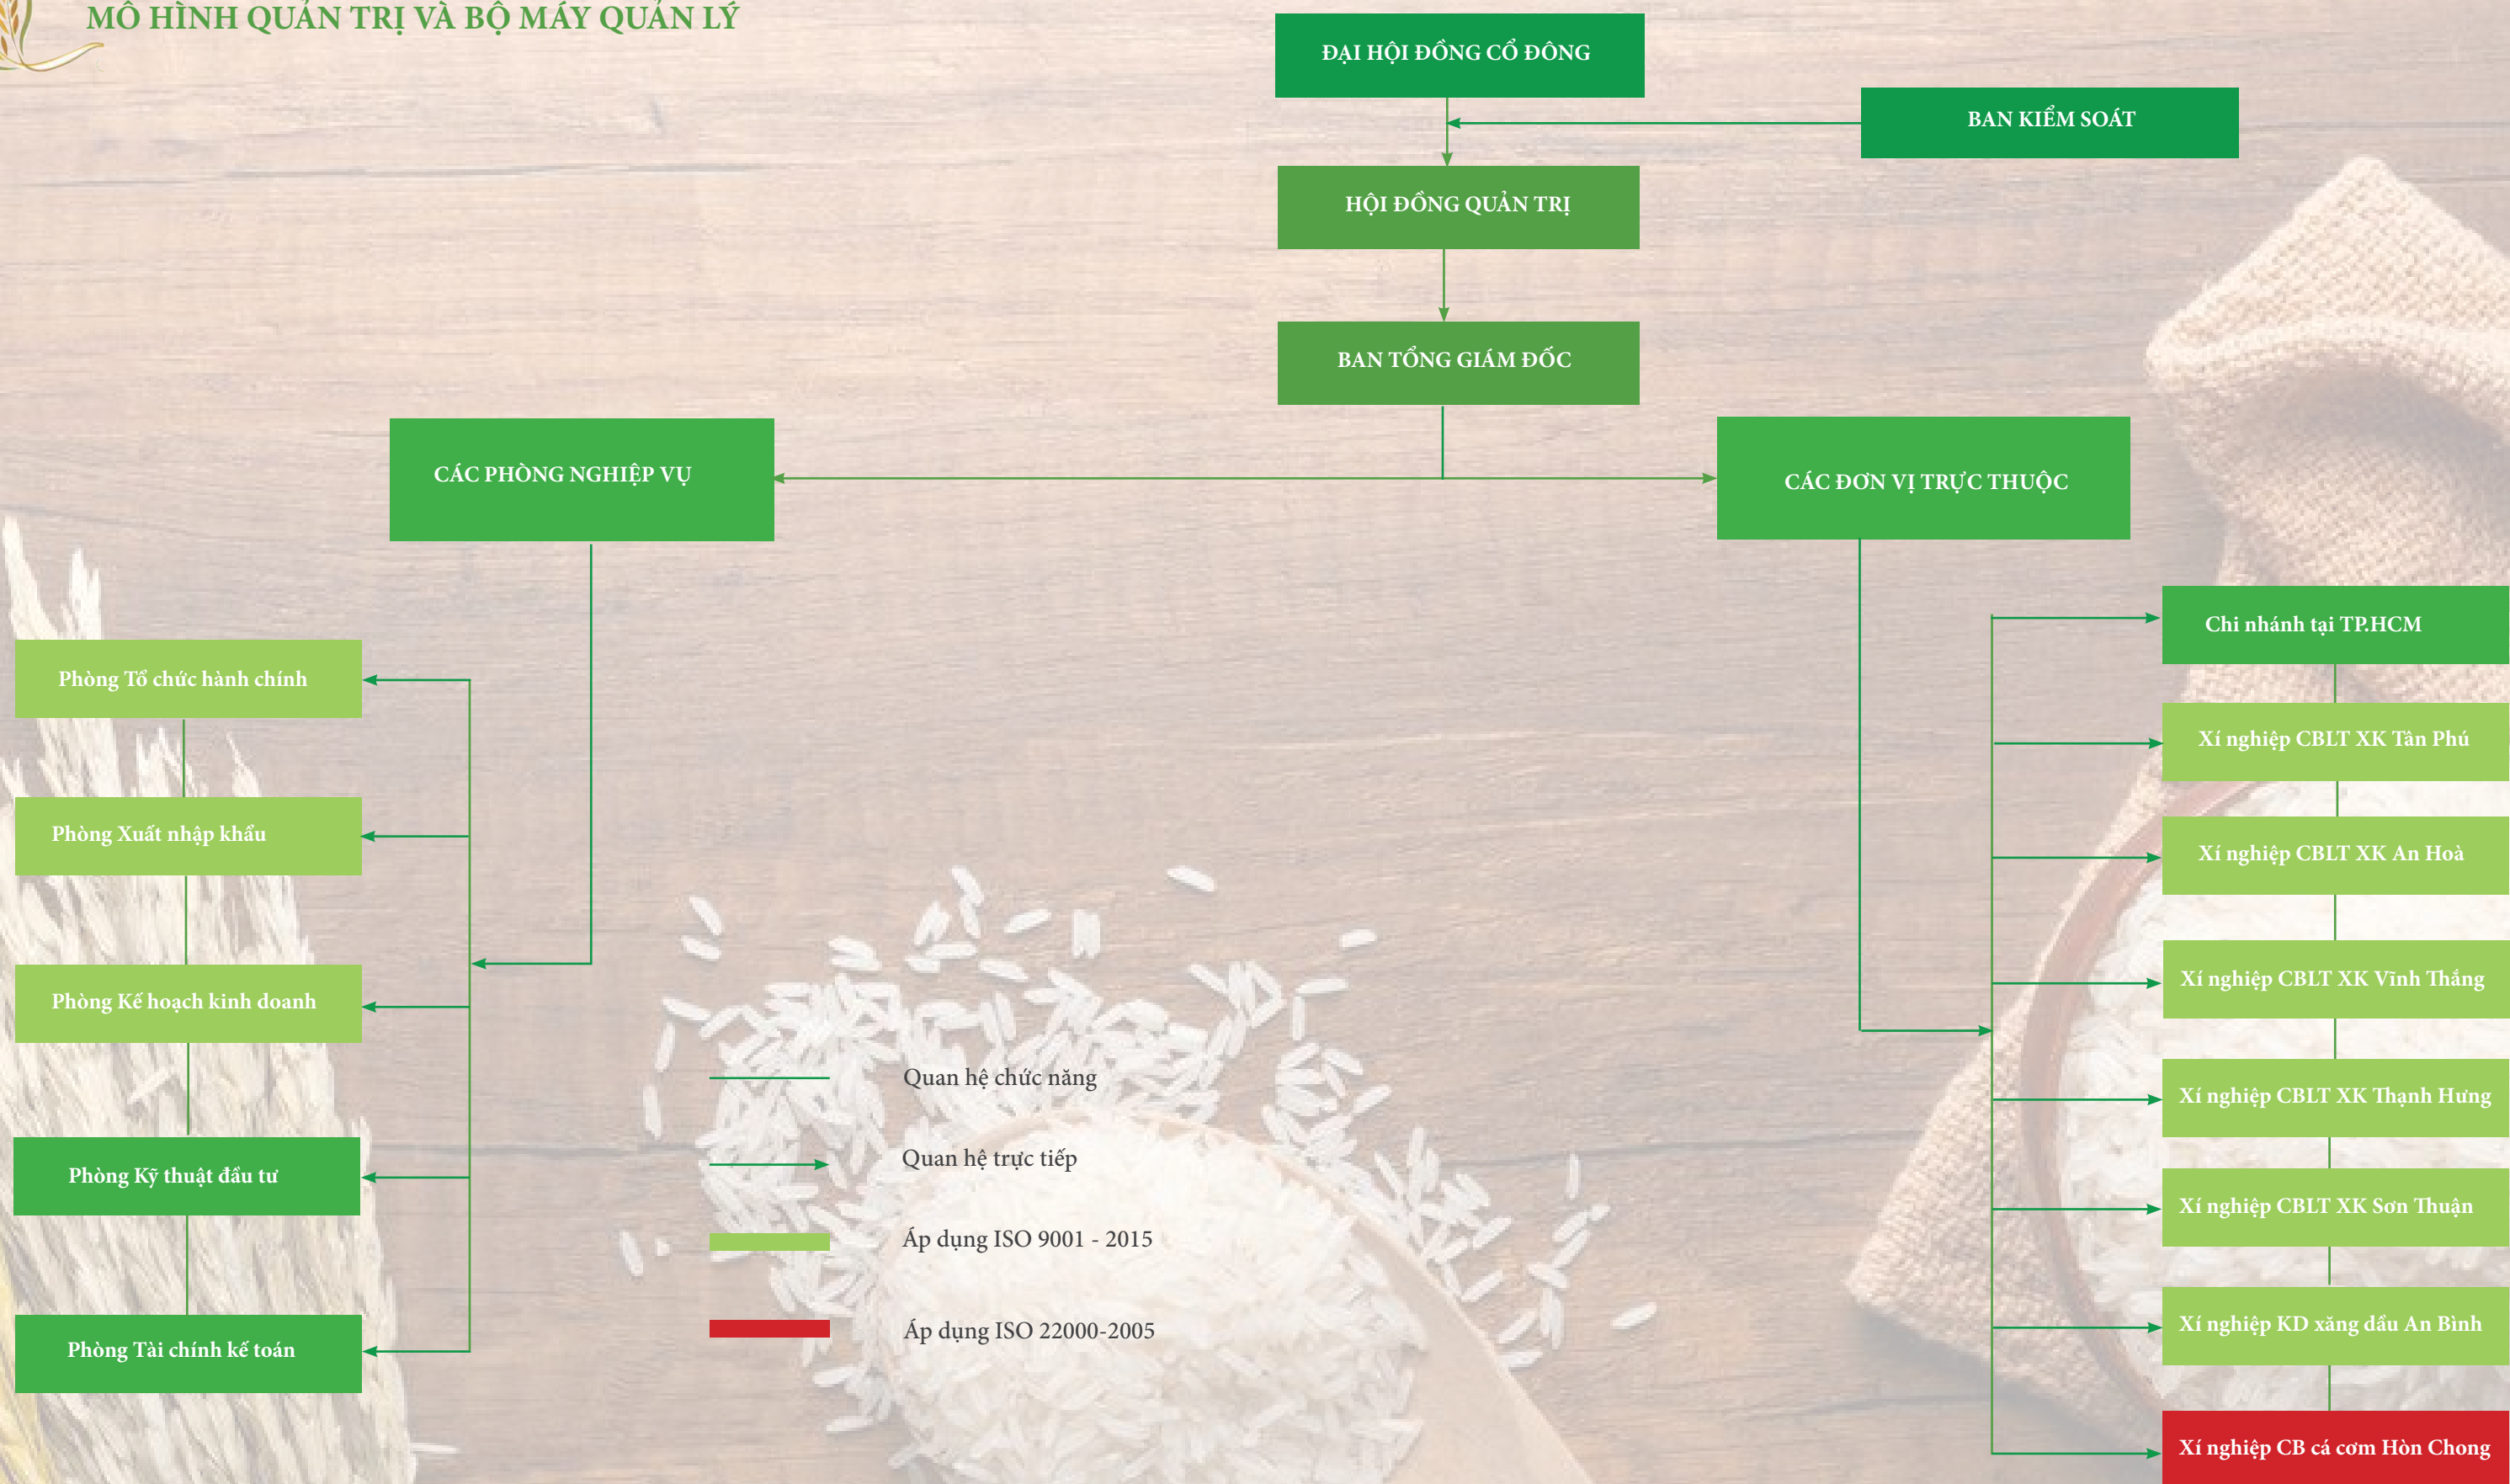 MÔ HÌNH QUẢN TRỊ VÀ BỘ MÁY QUẢN LÝ
ĐẠI HỘI ĐỒNG CỔ ĐÔNG
BAN KIỂM SOÁT
HỘI ĐỒNG QUẢN TRỊ
BAN TỔNG GIÁM ĐỐC
CÁC PHÒNG NGHIỆP VỤ
CÁC ĐƠN VỊ TRỰC THUỘC
Phòng Tổ chức hành chính
Phòng Xuất nhập khẩu
Phòng Kế hoạch kinh doanh
Phòng Kỹ thuật đầu tư
Phòng Tài chính kế toán
Chi nhánh tại TP.HCM
Xí nghiệp CBLT XK Tân Phú
Xí nghiệp CBLT XK An Hoà
Xí nghiệp CBLT XK Vĩnh Thắng
Xí nghiệp CBLT XK Thạnh Hưng
Xí nghiệp CBLT XK Sơn Thuận
Xí nghiệp KD xăng dầu An Bình
Xí nghiệp CB cá cơm Hòn Chong
Quan hệ chức năng
Quan hệ trực tiếp
Áp dụng ISO 9001 - 2015
Áp dụng ISO 22000-2005